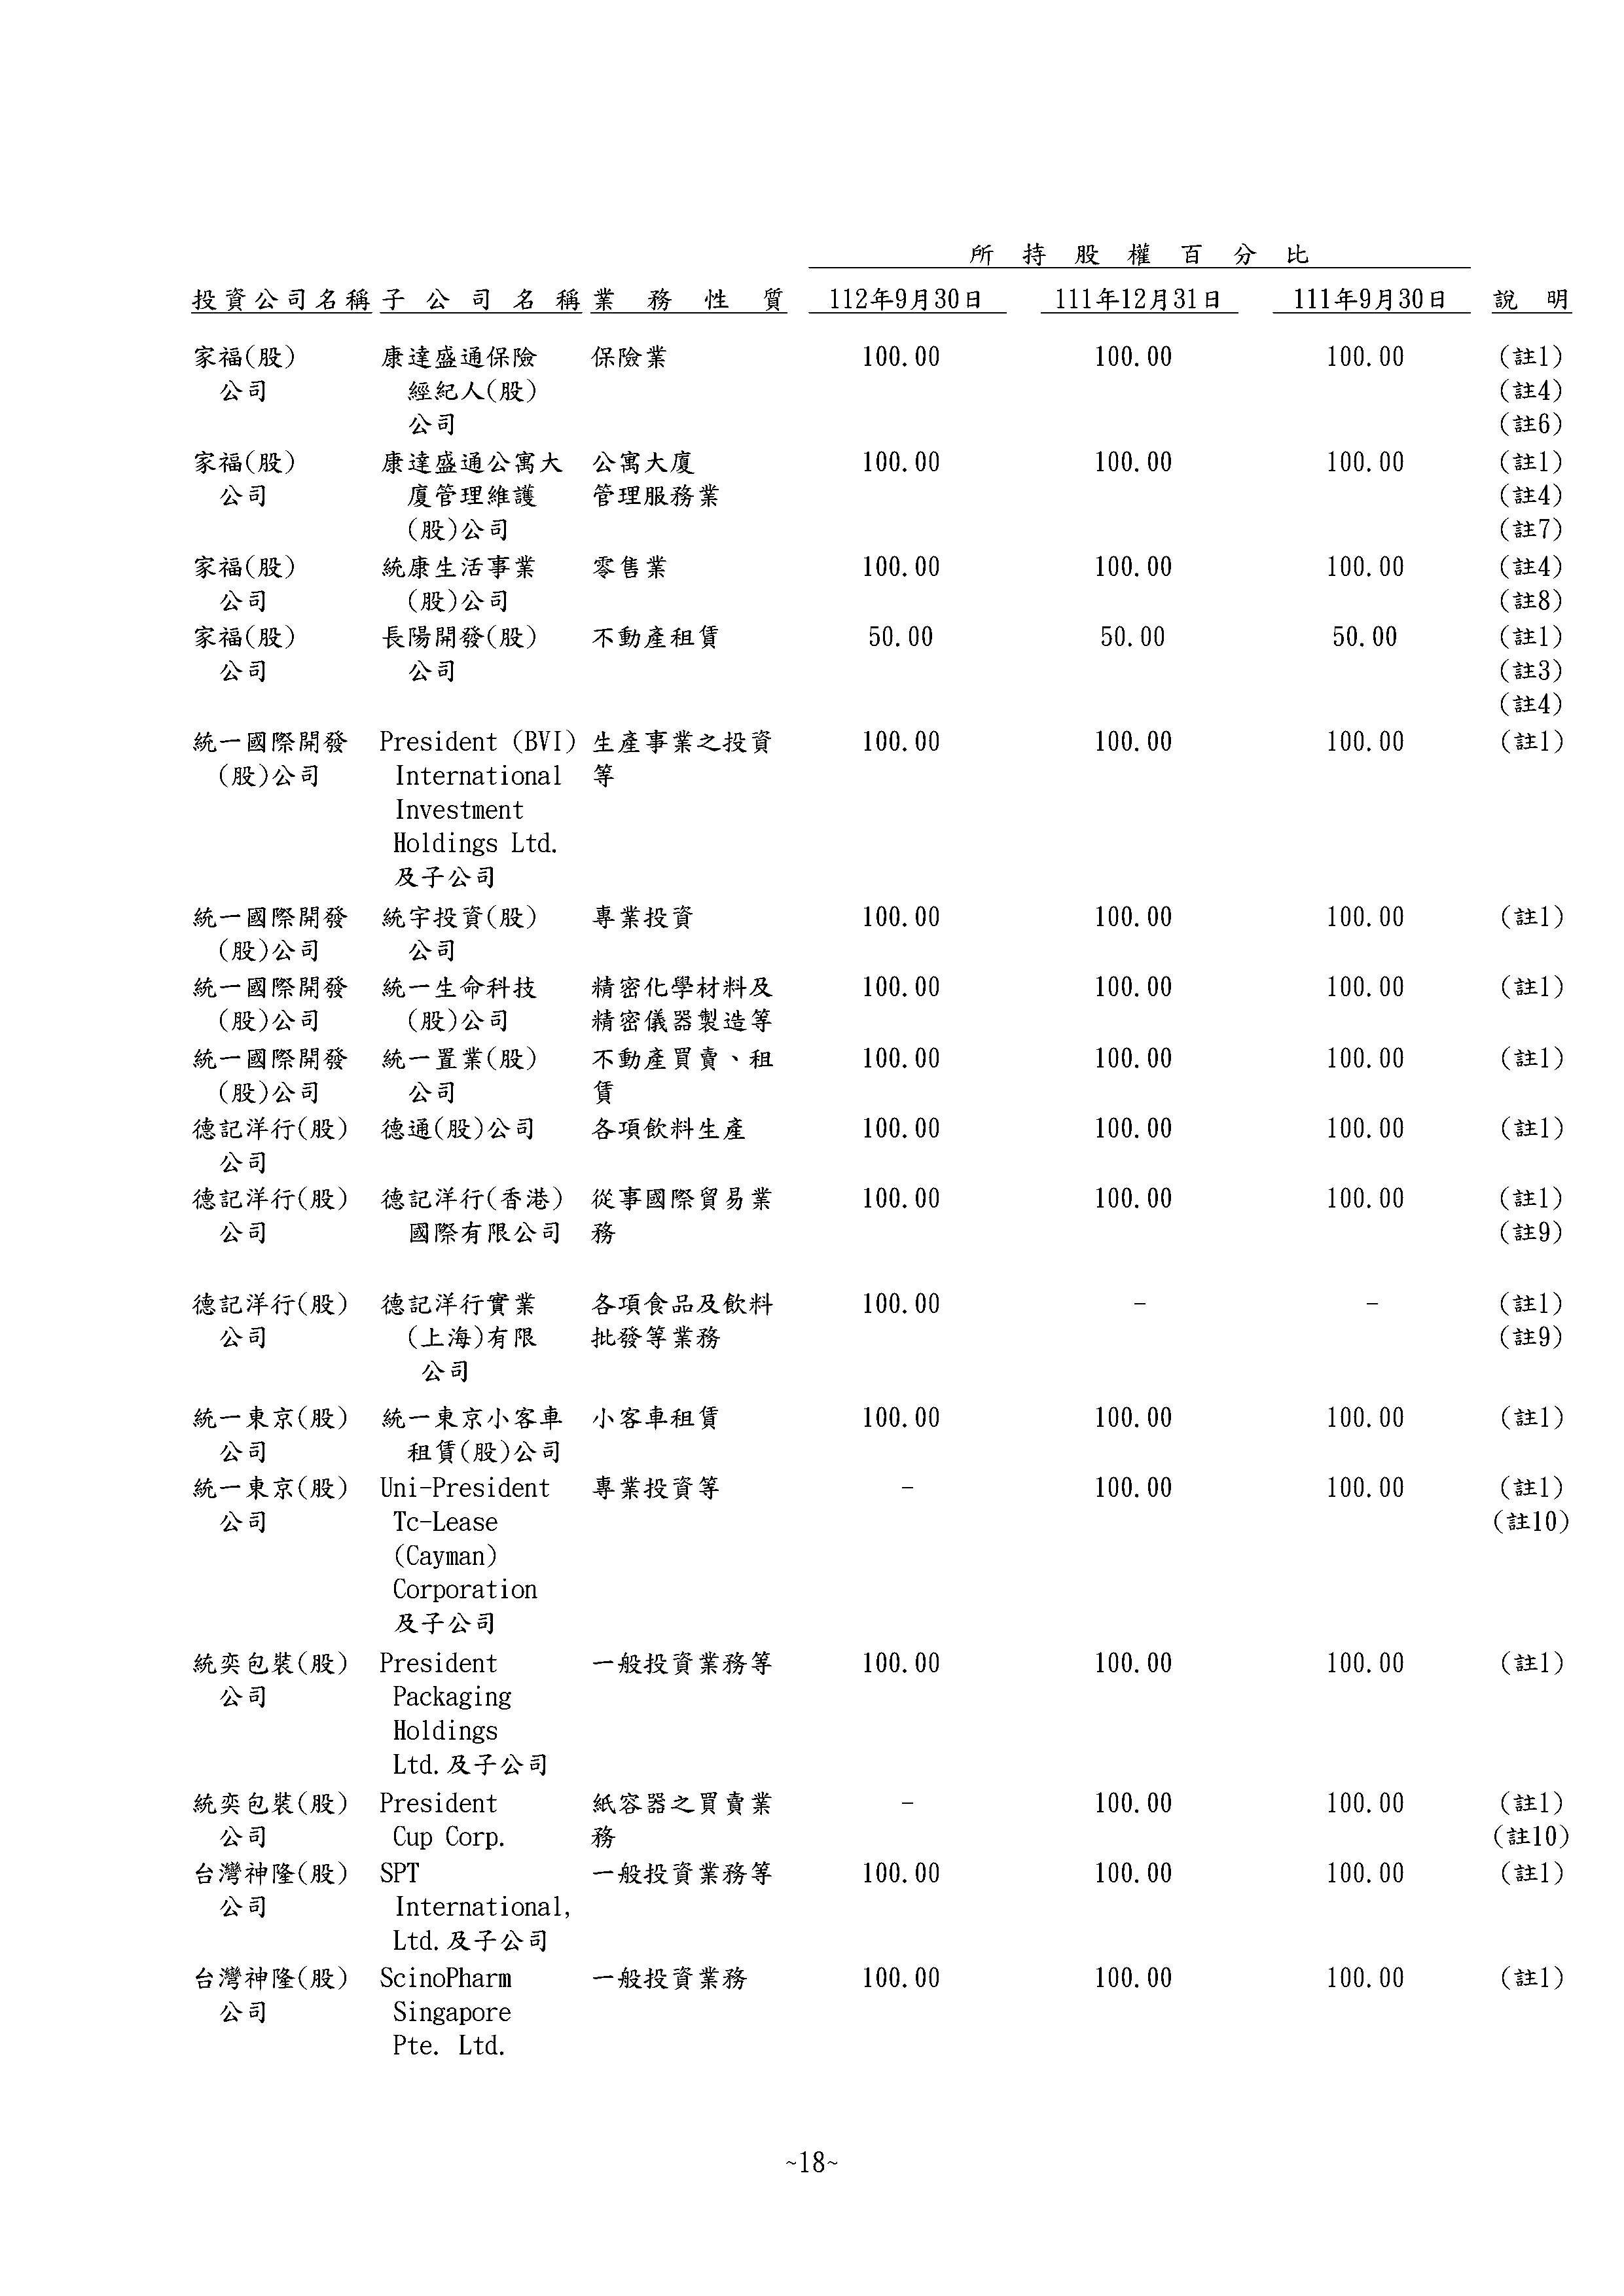 所持股權百分比
投資公司名稱 子公司名稱 業務性質 112年9月30日 111年12月31日 111年9月30日 說明
家福(股) 康達盛通保險 保險業 100.00 100.00 100.00 (註1)
公司 經紀人(股) (註4)
公司 (註6)
家福(股) 康達盛通公寓大 公寓大廈 100.00 100.00 100.00 (註1)
公司 廈管理維護 管理服務業 (註4)
(股)公司 (註7)
家福(股) 統康生活事業 零售業 100.00 100.00 100.00 (註4)
公司 (股)公司 (註8)
家福(股) 長陽開發(股) 不動產租賃 50.00 50.00 50.00 (註1)
公司 公司 (註3)
(註4)
統一國際開發 President (BVI) 生產事業之投資 100.00 100.00 100.00 (註1)
(股)公司 International 等
Investment
Holdings Ltd.
及子公司
統一國際開發 統宇投資(股) 專業投資 100.00 100.00 100.00 (註1)
(股)公司 公司
統一國際開發 統一生命科技 精密化學材料及 100.00 100.00 100.00 (註1)
(股)公司 (股)公司 精密儀器製造等
統一國際開發 統一置業(股) 不動產買賣、租 100.00 100.00 100.00 (註1)
(股)公司 公司 賃
德記洋行(股) 德通(股)公司 各項飲料生產 100.00 100.00 100.00 (註1)
公司
德記洋行(股) 德記洋行(香港) 從事國際貿易業 100.00 100.00 100.00 (註1)
公司 國際有限公司 務 (註9)
德記洋行(股) 德記洋行實業 各項食品及飲料 100.00 - - (註1)
公司 (上海)有限 批發等業務 (註9)
公司
統一東京(股) 統一東京小客車 小客車租賃 100.00 100.00 100.00 (註1)
公司 租賃(股)公司
統一東京(股) Uni-President 專業投資等 - 100.00 100.00 (註1)
公司 Tc-Lease (註10)
(Cayman)
Corporation
及子公司
統奕包裝(股) President 一般投資業務等 100.00 100.00 100.00 (註1)
公司 Packaging
Holdings
Ltd.及子公司
統奕包裝(股) President 紙容器之買賣業 - 100.00 100.00 (註1)
公司 Cup Corp. 務 (註10)
台灣神隆(股) SPT 一般投資業務等 100.00 100.00 100.00 (註1)
公司 International,
Ltd.及子公司
台灣神隆(股) ScinoPharm 一般投資業務 100.00 100.00 100.00 (註1)
公司 Singapore
Pte. Ltd.
~18~